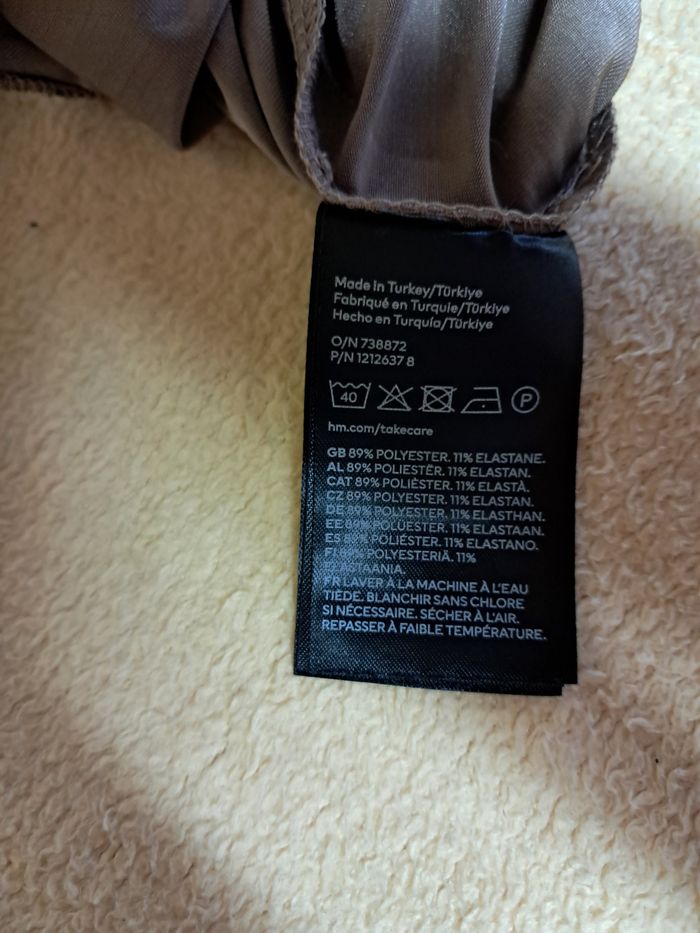 Made in Turkey/Türkiye
Fabriqué en Turquie/Türkiye
Hecho en Turquía/Türkiye
O/N 738872
P/N 1212637 8
40 P
hm.com/takecare
GB 89% POLYESTER. 11% ELASTANE.
AL 89% POLIESTËR. 11% ELASTAN.
CAT 89% POLIÈSTER. 11% ELASTÀ.
CZ 89% POLYESTER. 11% ELASTAN.
DE 89% POLYESTER. 11% ELASTHAN.
EE 89% POLÜESTER. 11% ELASTAAN.
ES 89% POLIÉSTER. 11% ELASTANO.
FI 89% POLYESTERIÄ. 11%
ELASTAANIA.
FR LAVER À LA MACHINE À L'EAU
TIÈDE. BLANCHIR SANS CHLORE
SI NÉCESSAIRE. SÉCHER À L'AIR.
REPASSER À FAIBLE TEMPÉRATURE.